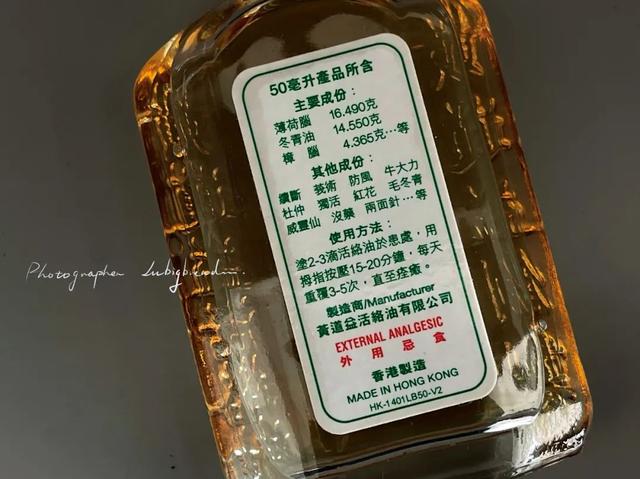 50毫升產品所含
主要成份：
薄荷腦 16.490克
冬青油 14.550克
樟 腦 4.365克…等
其他成份：
續斷 莪術 防風 牛大力
杜仲 獨活 紅花 毛冬青
威靈仙 沒藥 兩面針…等
使用方法：
塗2-3滴活絡油於患處，用
拇指按壓15-20分鐘，每天
重覆3-5次，直至痊癒。
製造商/Manufacturer
黃道益活絡油有限公司
EXTERNAL ANALGESIC
外用忌食
香港製造
MADE IN HONG KONG
HK-1401LB50-V2
Photographer